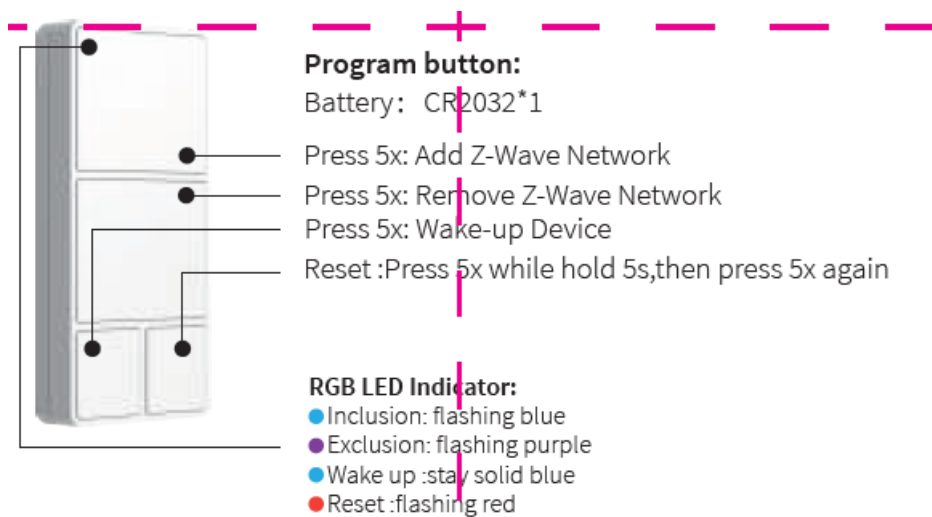 Program button:
Battery： CR2032*1
Press 5x: Add Z-Wave Network
Press 5x: Remove Z-Wave Network
Press 5x: Wake-up Device
Reset :Press 5x while hold 5s,then press 5x again
RGB LED Indicator:
Inclusion: flashing blue
Exclusion: flashing purple
Wake up :stay solid blue
Reset :flashing red